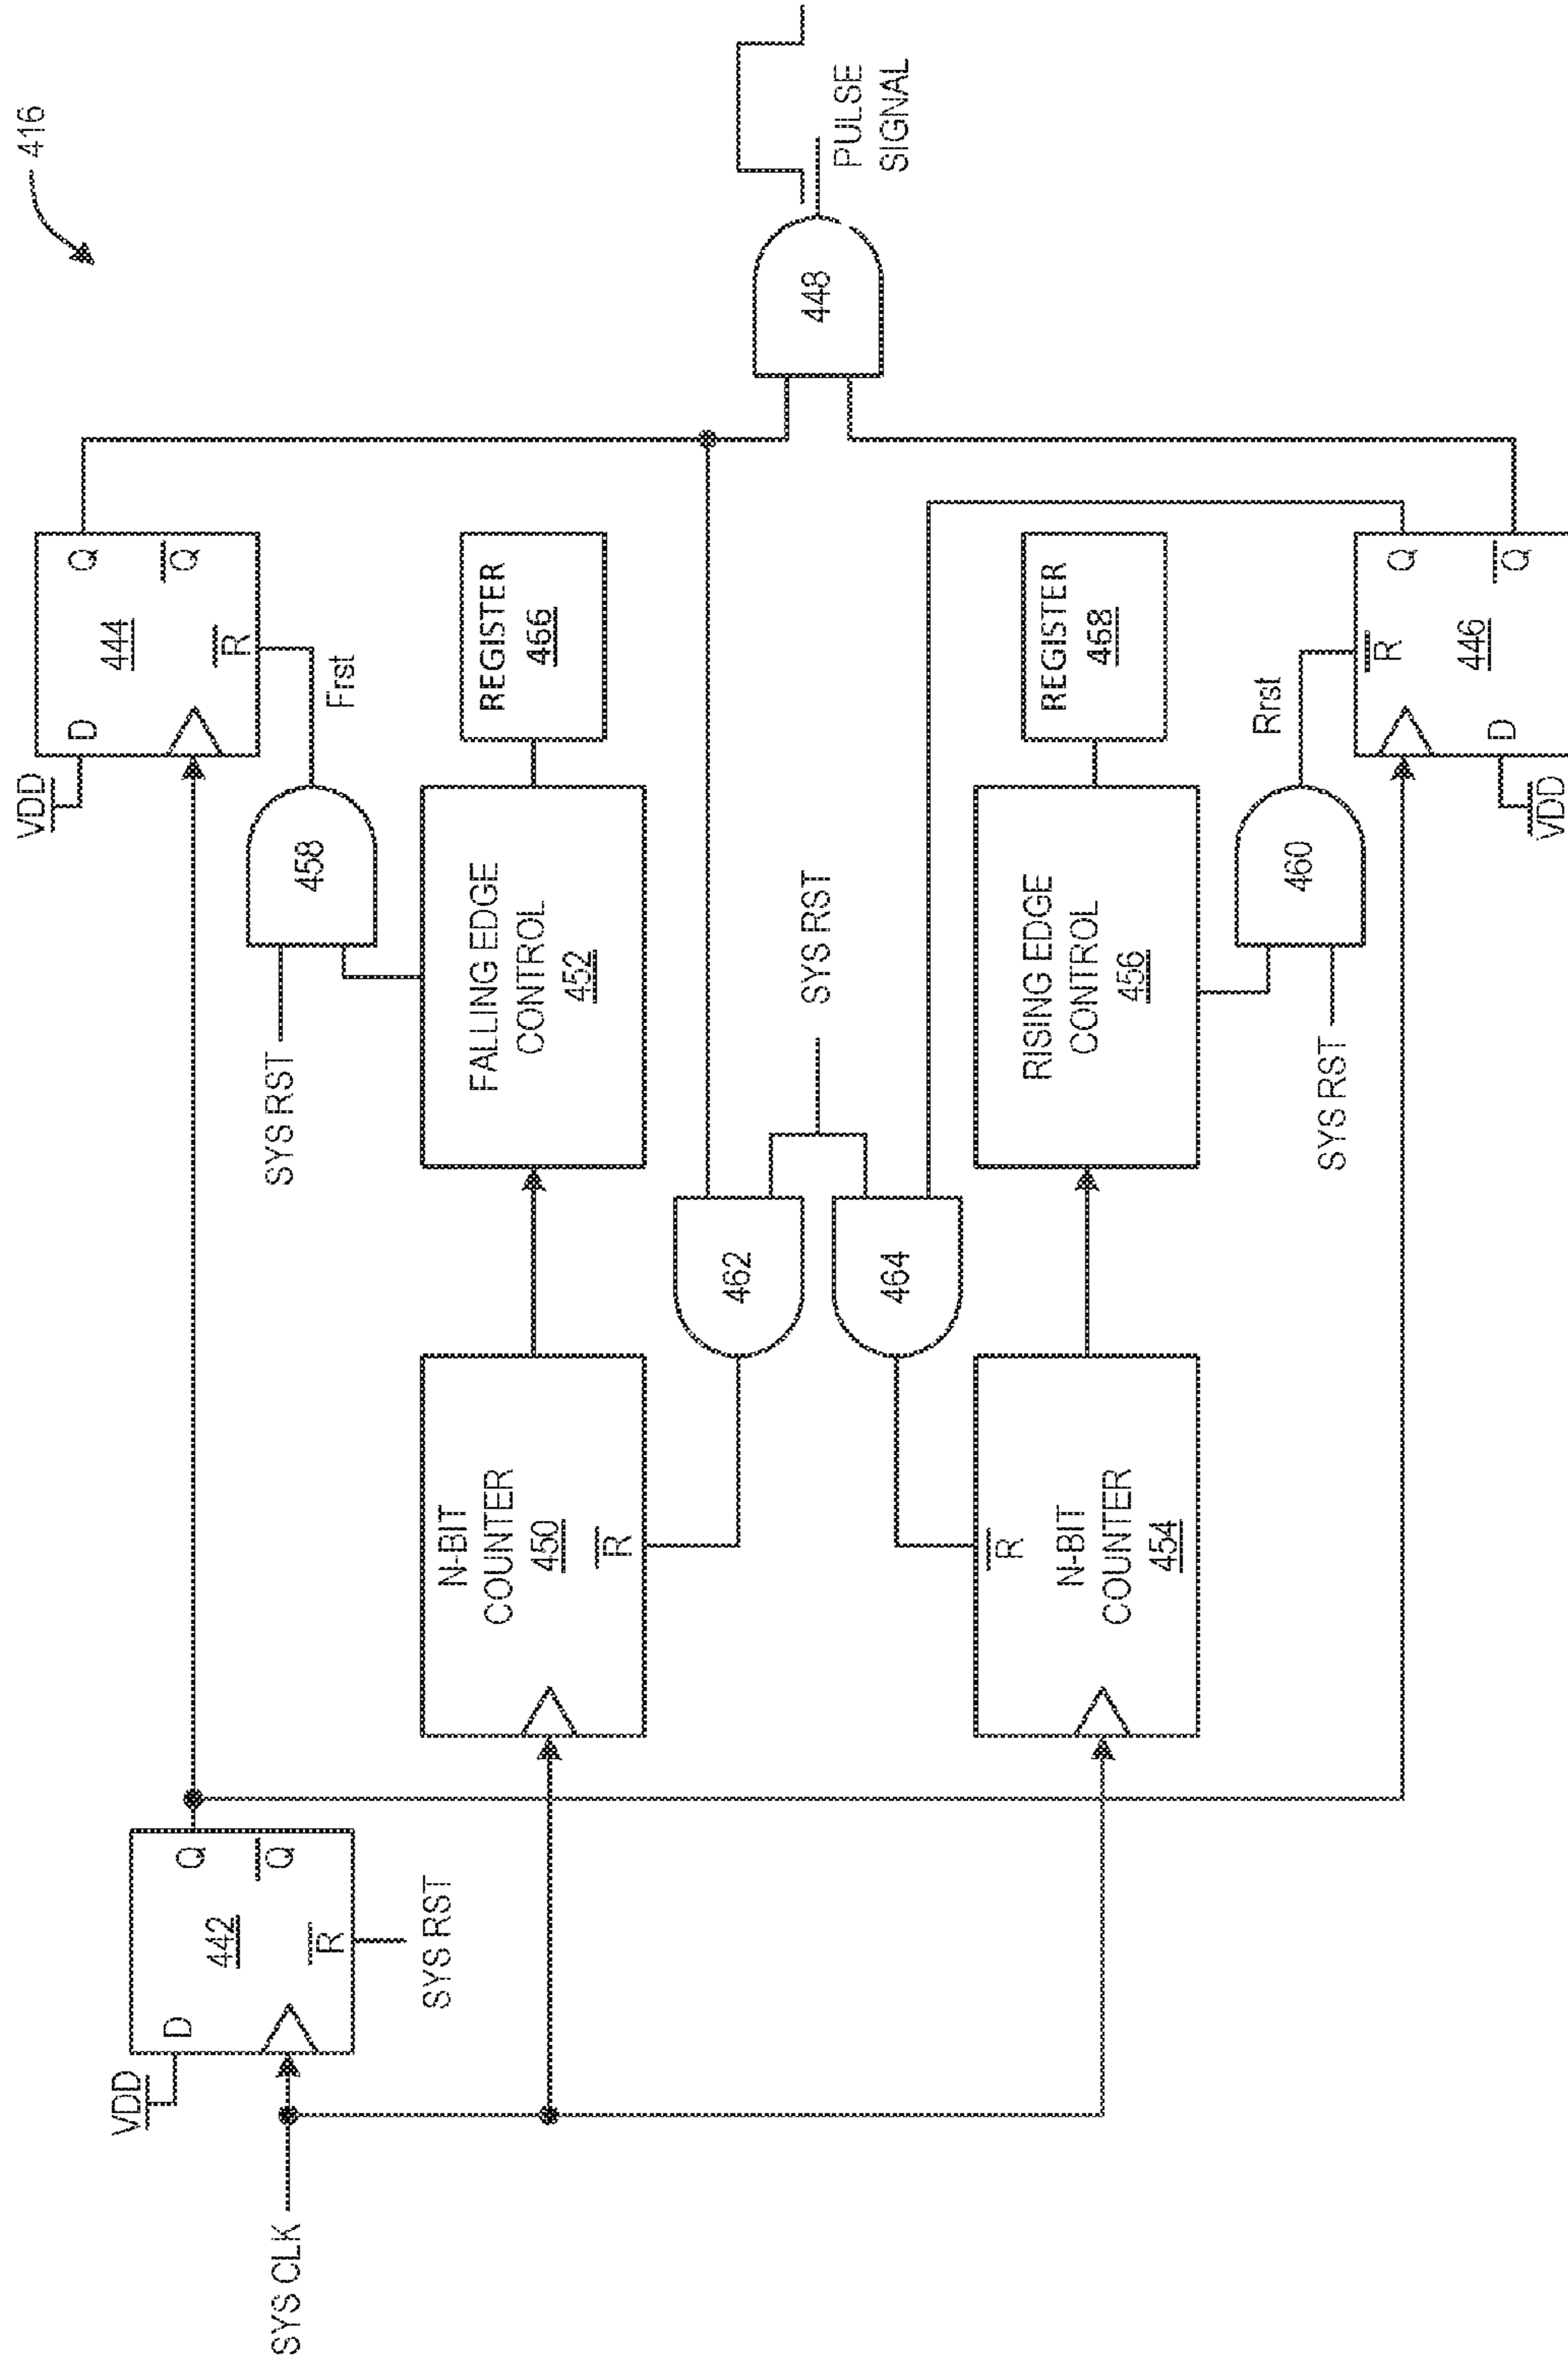 416
VDD
D
Q
444
Q
R
Frst
VDD
D
Q
442
Q
R
SYS RST
SYS CLK
SYS RST
458
N-BIT
COUNTER
450
R
FALLING EDGE
CONTROL
452
REGISTER
466
462
SYS RST
464
448
PULSE
SIGNAL
R
N-BIT
COUNTER
454
RISING EDGE
CONTROL
456
REGISTER
468
SYS RST
460
Rrst
R
Q
446
D
Q
VDD